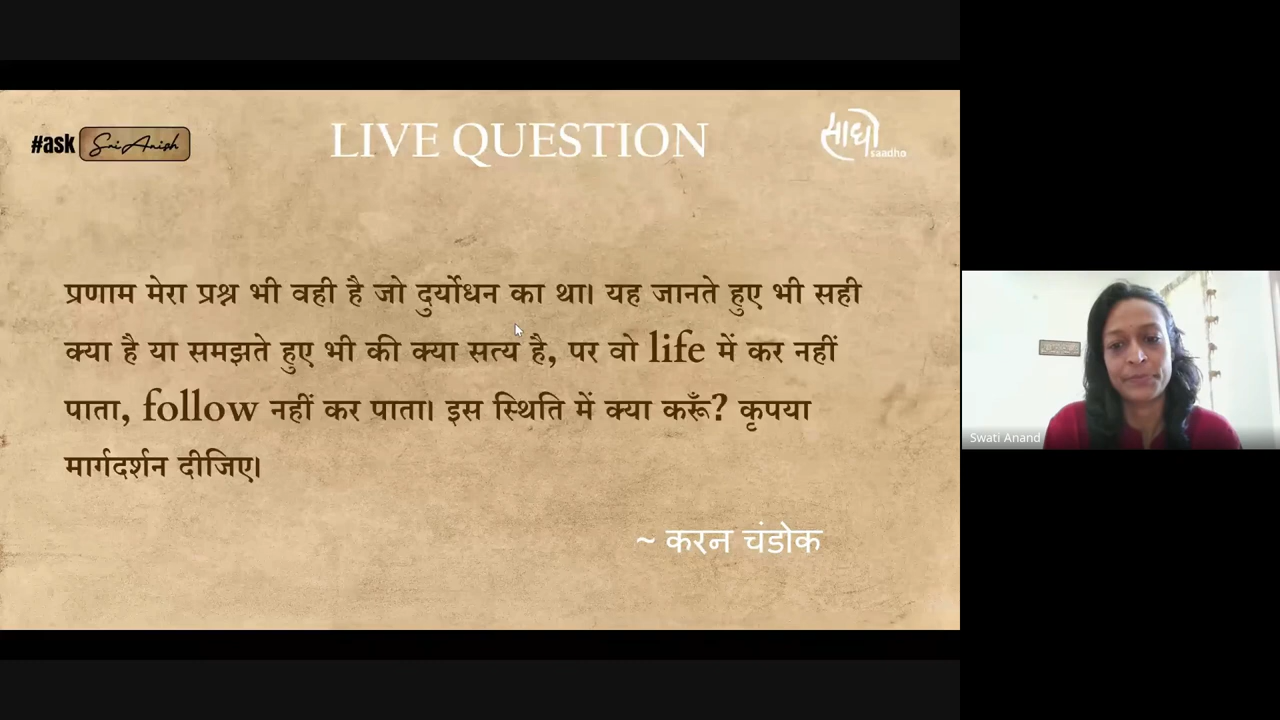 #ask Sri Anish
LIVE QUESTION
साधो
saadho
प्रणाम मेरा प्रश्न भी वही है जो दुर्योधन का था। यह जानते हुए भी सही
क्या है या समझते हुए भी की क्या सत्य है, पर वो life में कर नहीं
पाता, follow नहीं कर पाता। इस स्थिति में क्या करूँ? कृपया
मार्गदर्शन दीजिए।
~ करन चंडोक
Swati Anand